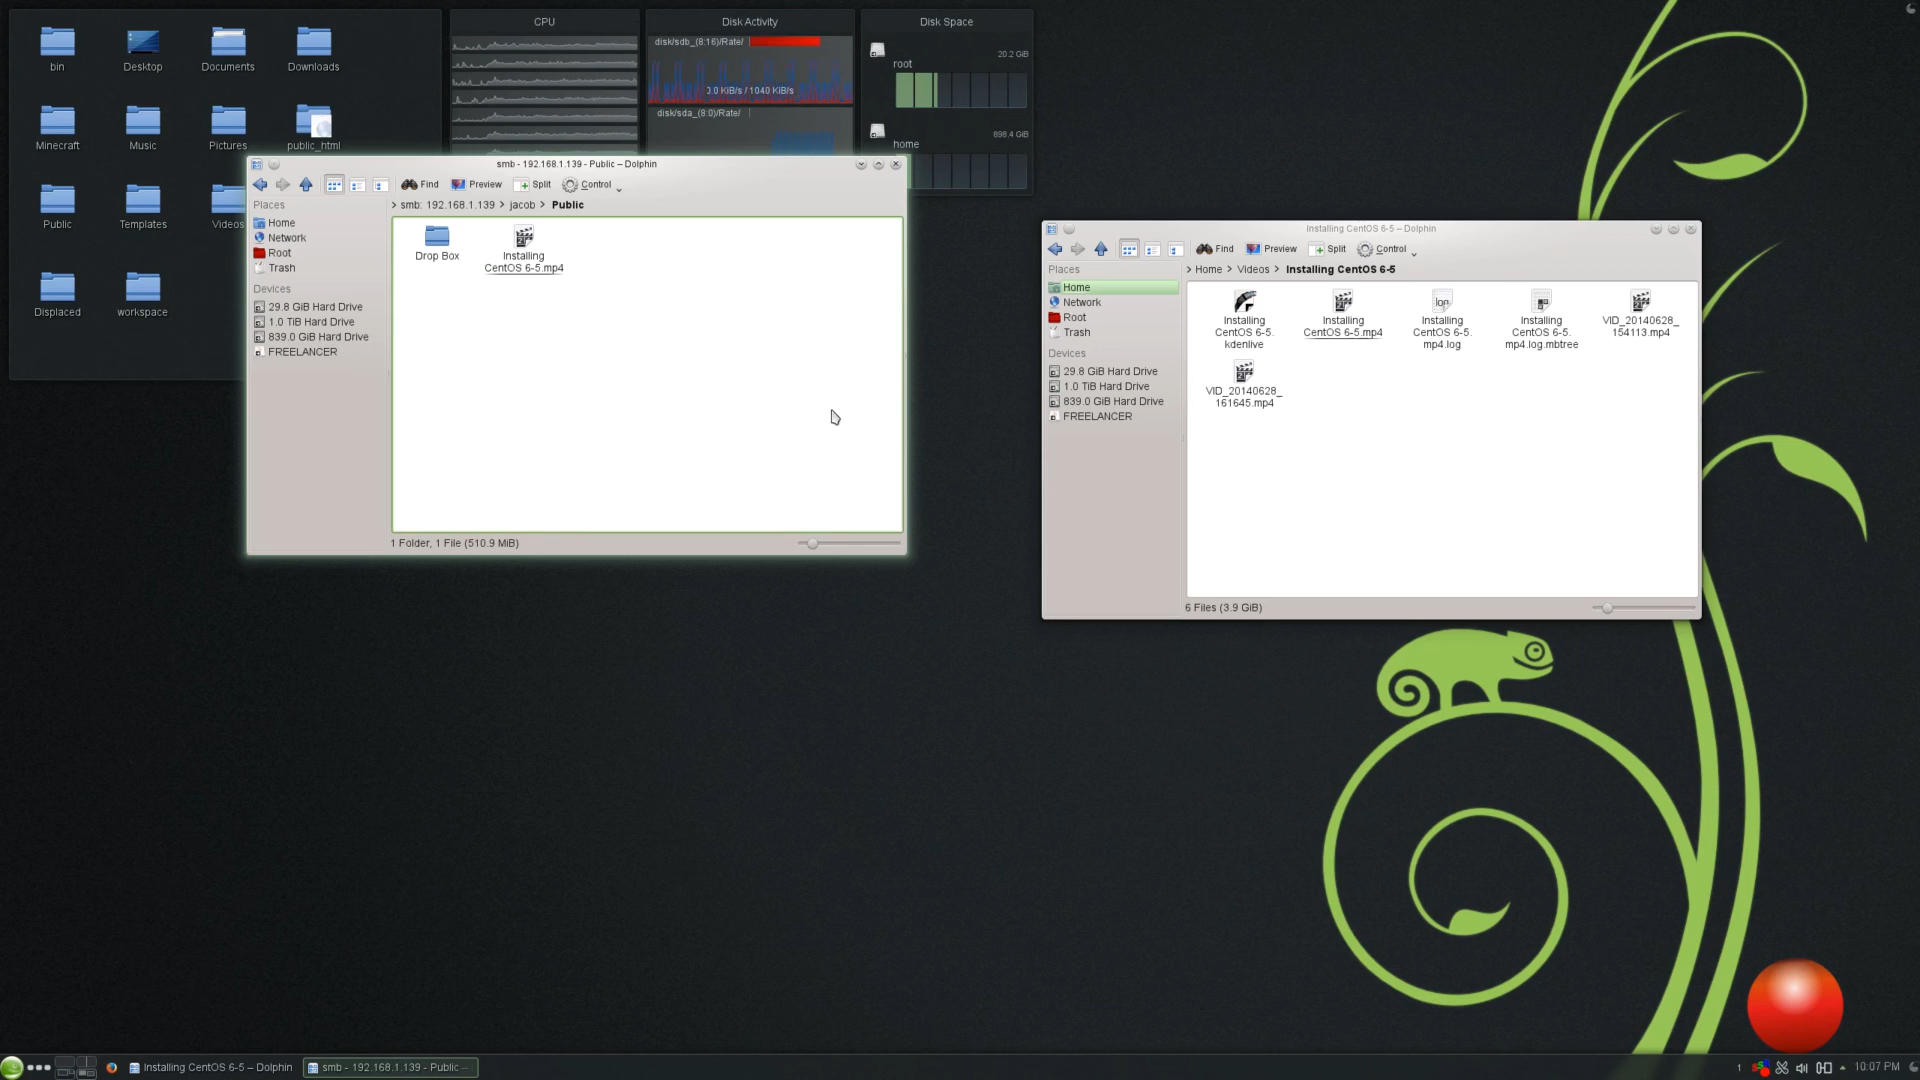 bin
Desktop
Documents
Downloads
Minecraft
Music
Pictures
public_html
Public
Templates
Videos
Displaced
workspace
CPU
Disk Activity
disk/sdb_(8:16)/Rate/
0.0 KiB/s / 1040 KiB/s
disk/sda_(8:0)/Rate/
Disk Space
20.2 GiB
root
898.4 GiB
home
smb - 192.168.1.139 - Public – Dolphin
Find
Preview
Split
Control
Places
> smb: 192.168.1.139 > jacob > Public
Home
Network
Root
Trash
Devices
29.8 GiB Hard Drive
1.0 TiB Hard Drive
839.0 GiB Hard Drive
FREELANCER
Drop Box
Installing
CentOS 6-5.mp4
1 Folder, 1 File (510.9 MiB)
Installing CentOS 6-5 – Dolphin
Find
Preview
Split
Control
Places
> Home > Videos > Installing CentOS 6-5
Home
Network
Root
Trash
Devices
29.8 GiB Hard Drive
1.0 TiB Hard Drive
839.0 GiB Hard Drive
FREELANCER
Installing
CentOS 6-5.
kdenlive
Installing
CentOS 6-5.mp4
log
Installing
CentOS 6-5.
mp4.log
Installing
CentOS 6-5.
mp4.log.mbtree
VID_20140628_
154113.mp4
VID_20140628_
161645.mp4
6 Files (3.9 GiB)
Installing CentOS 6-5 – Dolphin
smb - 192.168.1.139 - Public –
1
10:07 PM